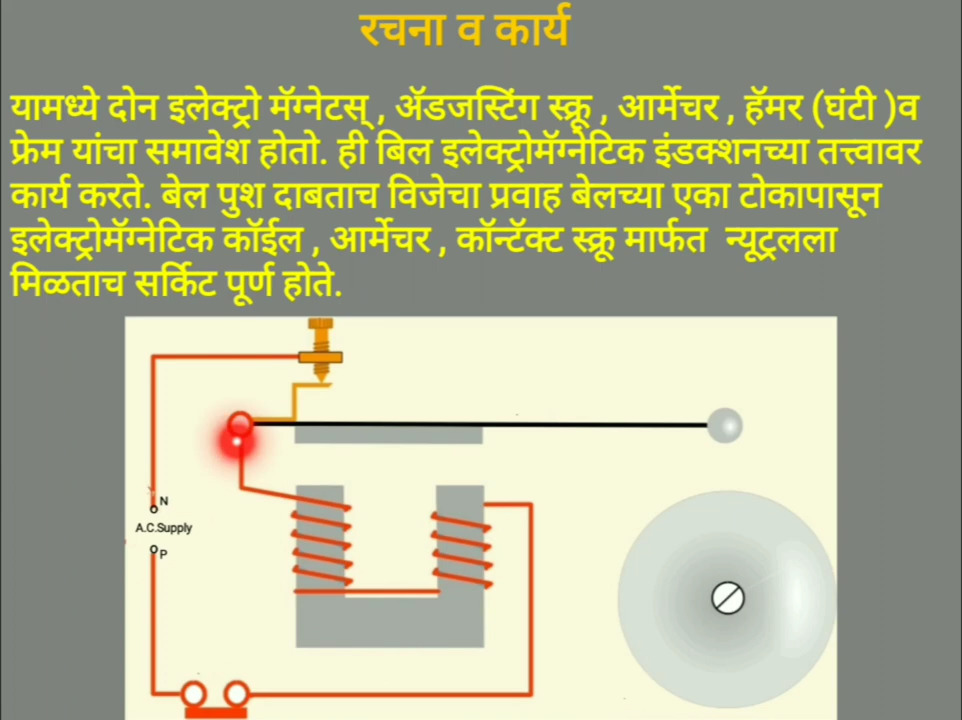 रचना व कार्य
यामध्ये दोन इलेक्ट्रो मॅग्नेटस् , ॲडजस्टिंग स्क्रू , आर्मेचर , हॅमर (घंटी )व
फ्रेम यांचा समावेश होतो. ही बिल इलेक्ट्रोमॅग्नेटिक इंडक्शनच्या तत्त्वावर
कार्य करते. बेल पुश दाबताच विजेचा प्रवाह बेलच्या एका टोकापासून
इलेक्ट्रोमॅग्नेटिक कॉईल , आर्मेचर , कॉन्टॅक्ट स्क्रू मार्फत न्यूट्रलला
मिळताच सर्किट पूर्ण होते.
N
A.C.Supply
P